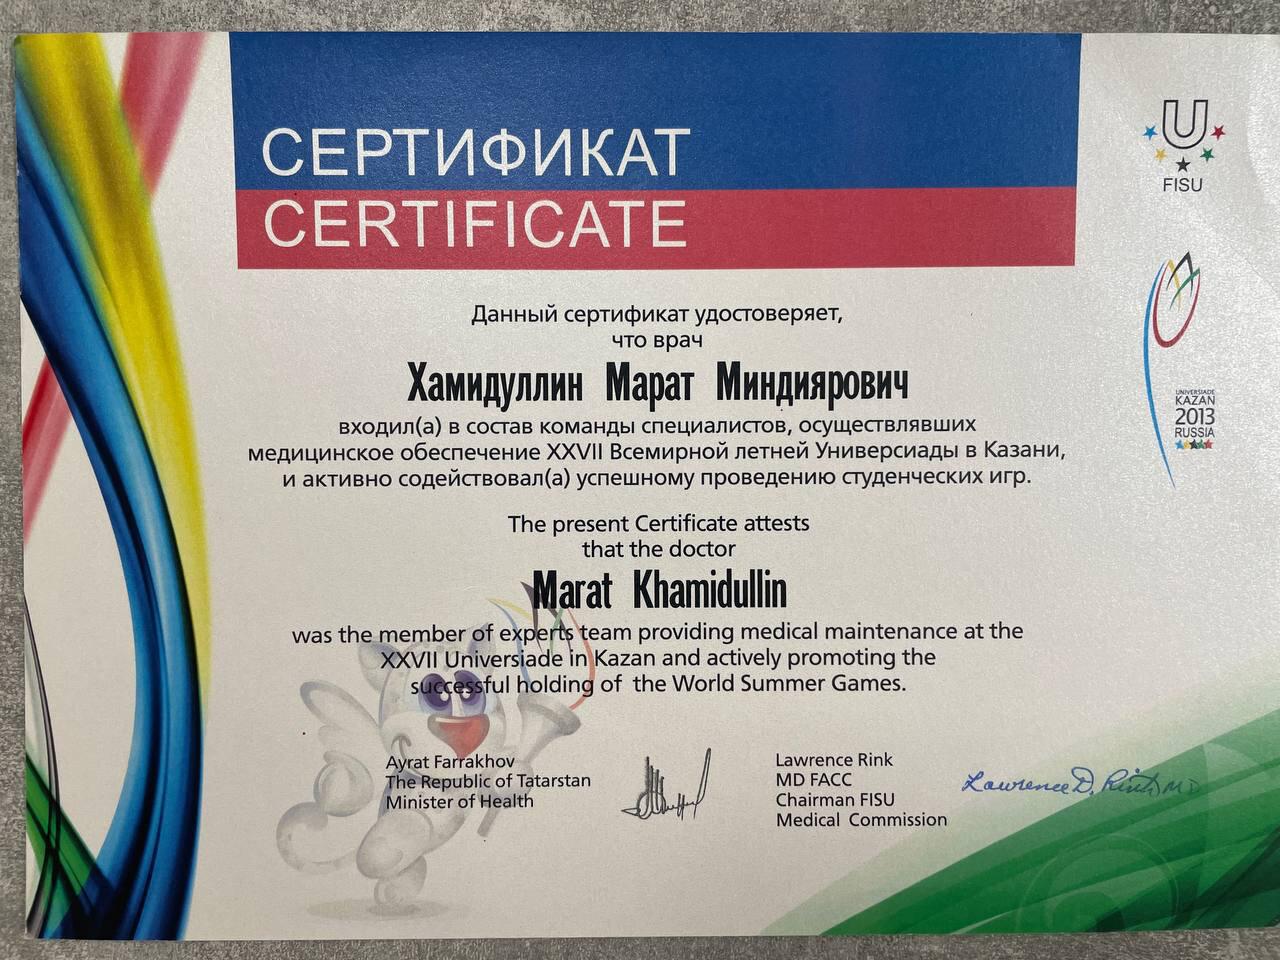 СЕРТИФИКАТ
CERTIFICATE
FISU
UNIVERSIADE
KAZAN
2013
RUSSIA
Данный сертификат удостоверяет,
что врач
Хамидуллин Марат Миндиярович
входил(а) в состав команды специалистов, осуществлявших
медицинское обеспечение XXVII Всемирной летней Универсиады в Казани,
и активно содействовал(а) успешному проведению студенческих игр.
The present Certificate attests
that the doctor
Marat Khamidullin
was the member of experts team providing medical maintenance at the
XXVII Universiade in Kazan and actively promoting the
successful holding of the World Summer Games.
Ayrat Farrakhov
The Republic of Tatarstan
Minister of Health
Lawrence Rink
MD FACC
Chairman FISU
Medical Commission
Lawrence D. Rink MD